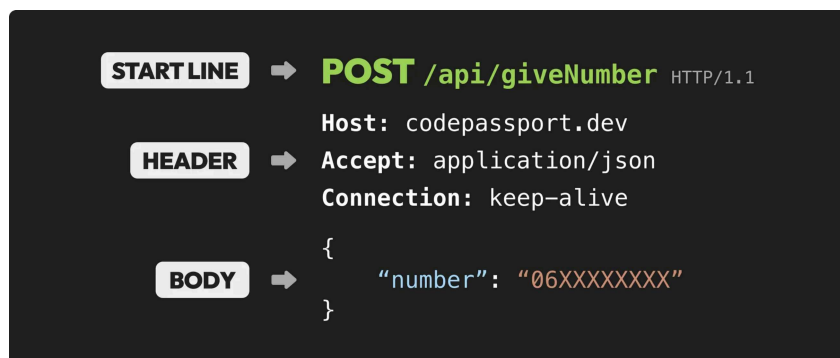 START LINE POST /api/giveNumber HTTP/1.1
Host: codepassport.dev
HEADER Accept: application/json
Connection: keep-alive
{
BODY “number”: “06XXXXXXXX”
}